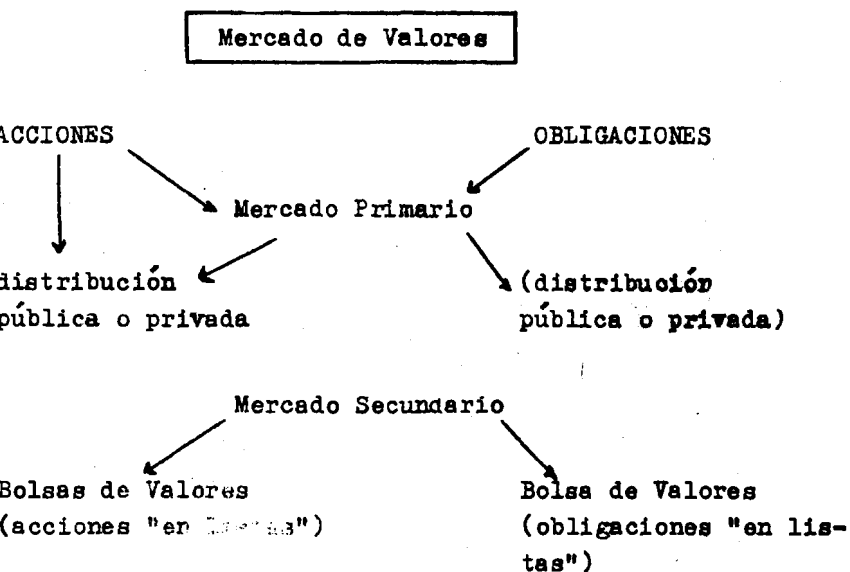 Mercado de Valores
ACCIONES OBLIGACIONES
Mercado Primario
distribución (distribución
pública o privada pública o privada)
Mercado Secundario
Bolsas de Valores Bolsa de Valores
(acciones "en (obligaciones "en lis-
tas")